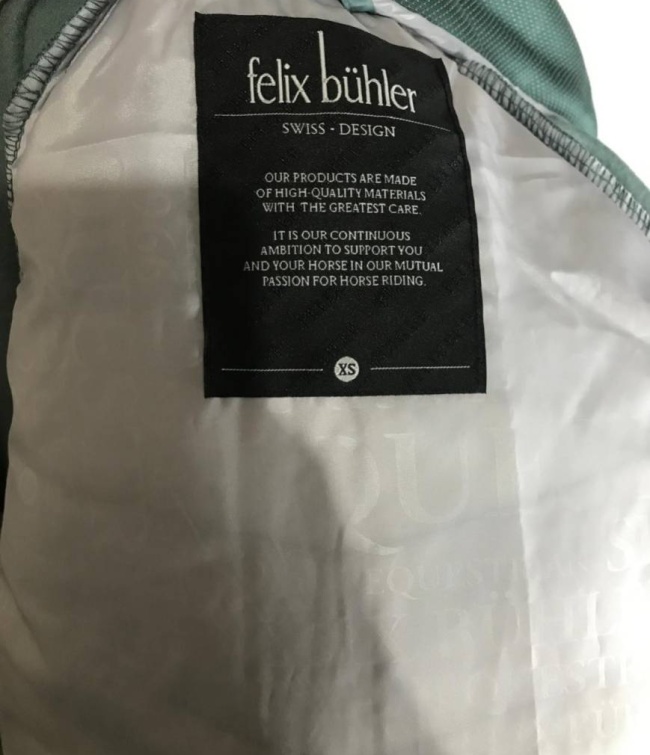 felix bühler
SWISS - DESIGN
OUR PRODUCTS ARE MADE
OF HIGH-QUALITY MATERIALS
WITH THE GREATEST CARE.
IT IS OUR CONTINUOUS
AMBITION TO SUPPORT YOU
AND YOUR HORSE IN OUR MUTUAL
PASSION FOR HORSE RIDING.
XS